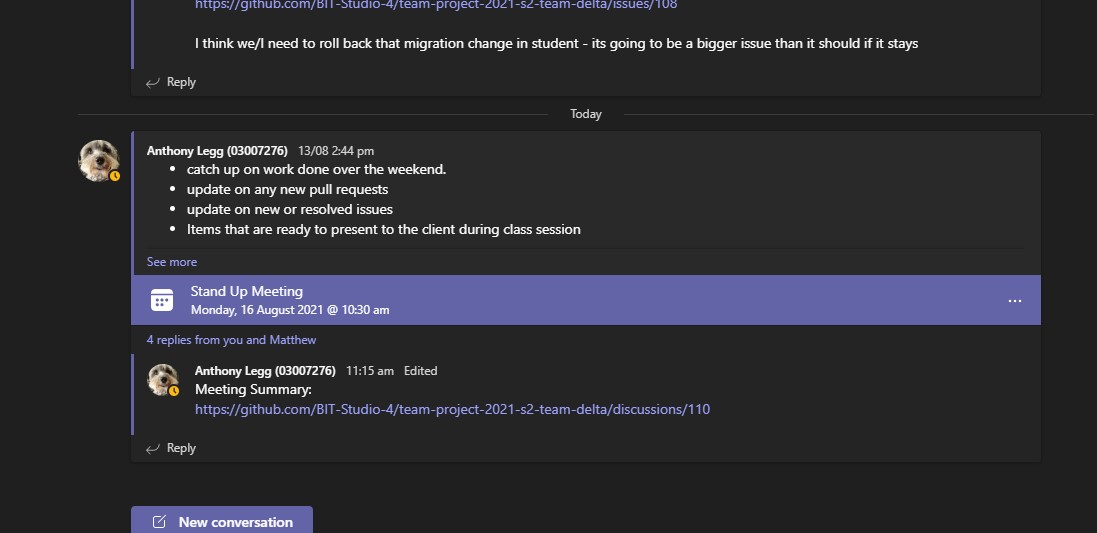 https://github.com/BIT-Studio-4/team-project-2021-s2-team-delta/issues/108
I think we/I need to roll back that migration change in student - its going to be a bigger issue than it should if it stays
Reply
Today
Anthony Legg (03007276) 13/08 2:44 pm
• catch up on work done over the weekend.
• update on any new pull requests
• update on new or resolved issues
• Items that are ready to present to the client during class session
See more
Stand Up Meeting
Monday, 16 August 2021 @ 10:30 am
4 replies from you and Matthew
Anthony Legg (03007276) 11:15 am Edited
Meeting Summary:
https://github.com/BIT-Studio-4/team-project-2021-s2-team-delta/discussions/110
Reply
New conversation